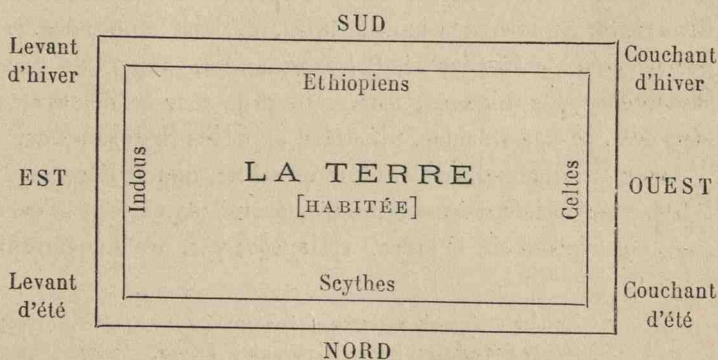 SUD
Levant
d'hiver
Couchant
d'hiver
Ethiopiens
EST
Indous
LA TERRE
[HABITÉE]
Celtes
OUEST
Scythes
Levant
d'été
Couchant
d'été
NORD